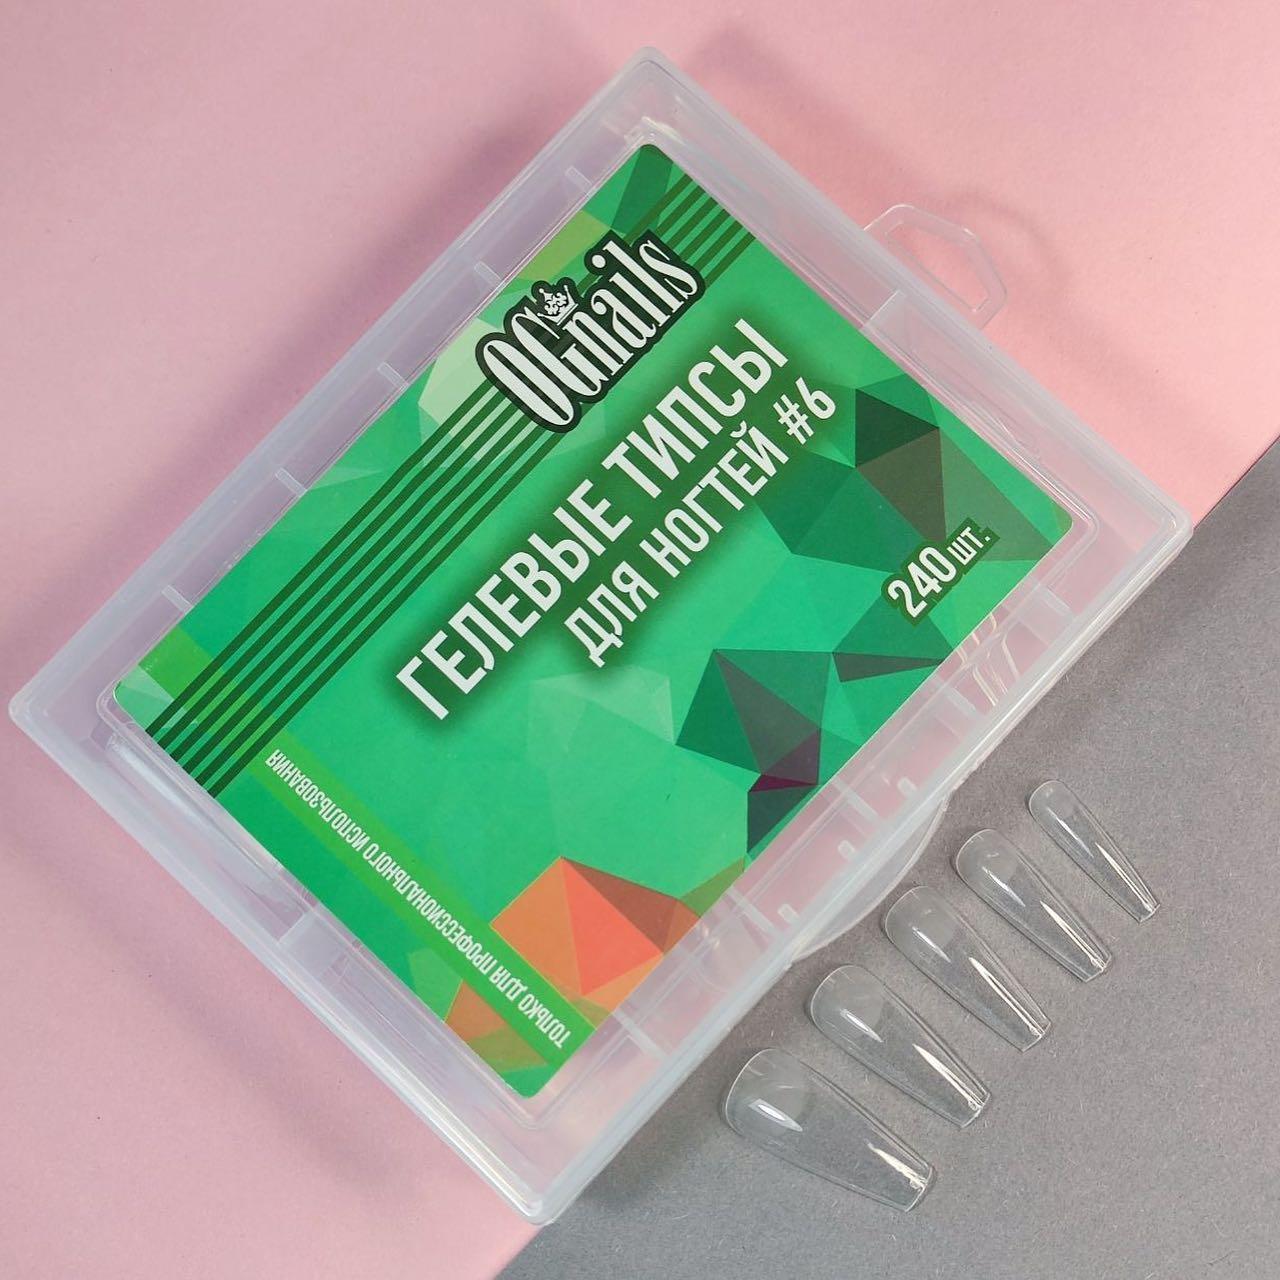 OGnails
ГЕЛЕВЫЕ ТИПСЫ
ДЛЯ НОГТЕЙ #6
240 шт.
ТОЛЬКО ДЛЯ ПРОФЕССИОНАЛЬНОГО ИСПОЛЬЗОВАНИЯ